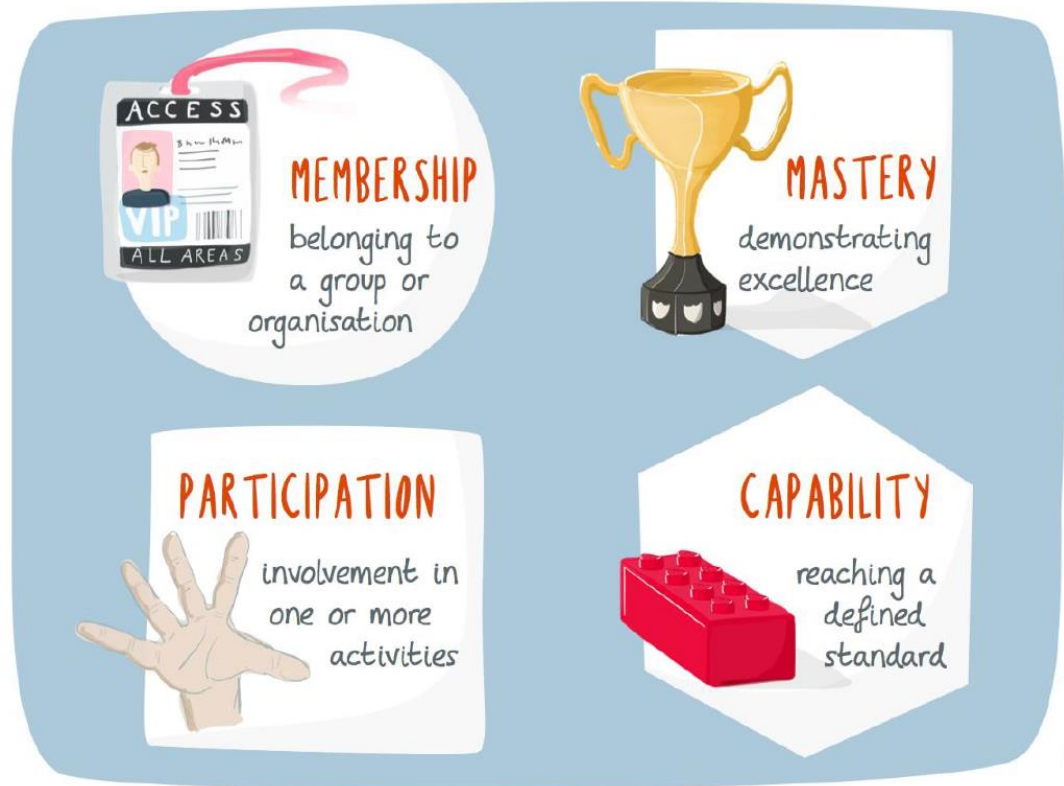 ACCESS
VIP
ALL AREAS
MEMBERSHIP
belonging to
a group or
organisation
MASTERY
demonstrating
excellence
PARTICIPATION
involvement in
one or more
activities
CAPABILITY
reaching a
defined
standard